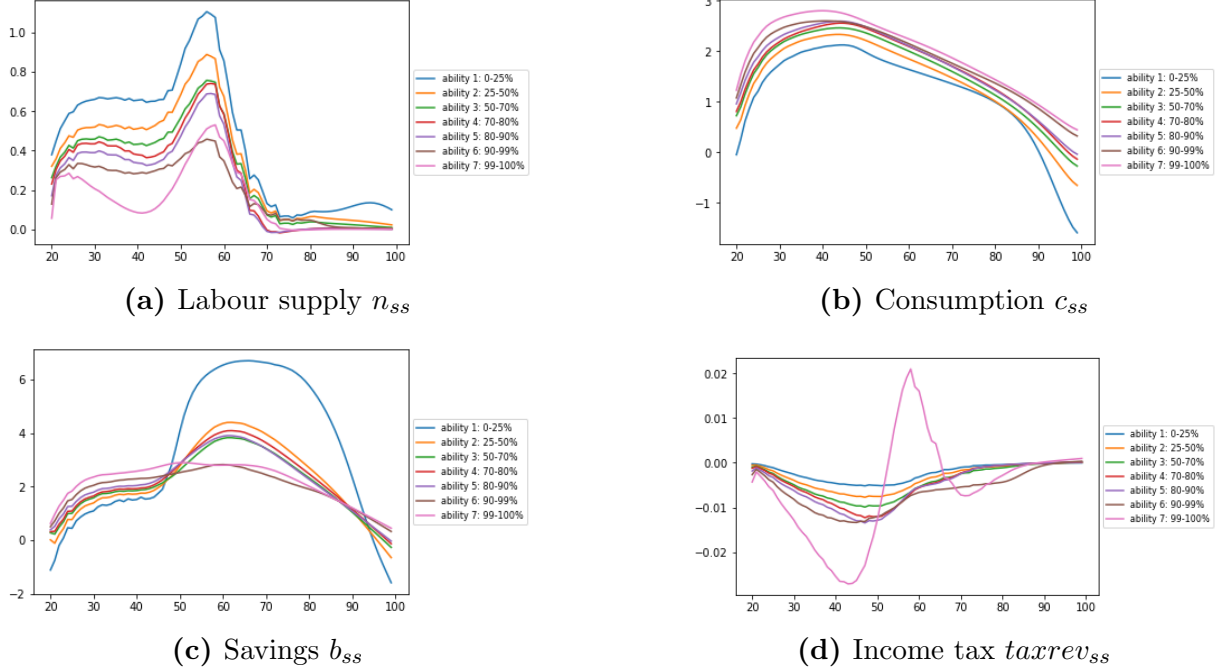 1.0
0.8
0.6
0.4
0.2
0.0
20 30 40 50 60 70 80 90 100
ability 1: 0-25%
ability 2: 25-50%
ability 3: 50-70%
ability 4: 70-80%
ability 5: 80-90%
ability 6: 90-99%
ability 7: 99-100%
(a) Labour supply n_ss
3
2
1
0
−1
20 30 40 50 60 70 80 90 100
ability 1: 0-25%
ability 2: 25-50%
ability 3: 50-70%
ability 4: 70-80%
ability 5: 80-90%
ability 6: 90-99%
ability 7: 99-100%
(b) Consumption c_ss
6
4
2
0
−2
20 30 40 50 60 70 80 90 100
ability 1: 0-25%
ability 2: 25-50%
ability 3: 50-70%
ability 4: 70-80%
ability 5: 80-90%
ability 6: 90-99%
ability 7: 99-100%
(c) Savings b_ss
0.02
0.01
0.00
−0.01
−0.02
20 30 40 50 60 70 80 90 100
ability 1: 0-25%
ability 2: 25-50%
ability 3: 50-70%
ability 4: 70-80%
ability 5: 80-90%
ability 6: 90-99%
ability 7: 99-100%
(d) Income tax taxrev_ss